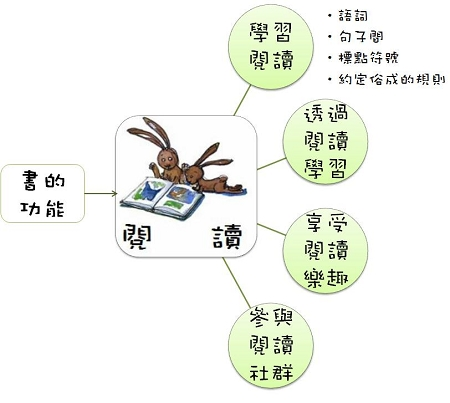 學習
閱讀
・語詞
・句子間
・標點符號
・約定俗成的規則
透過
閱讀
學習
書的
功能
閱 讀
享受
閱讀
樂趣
參與
閱讀
社群